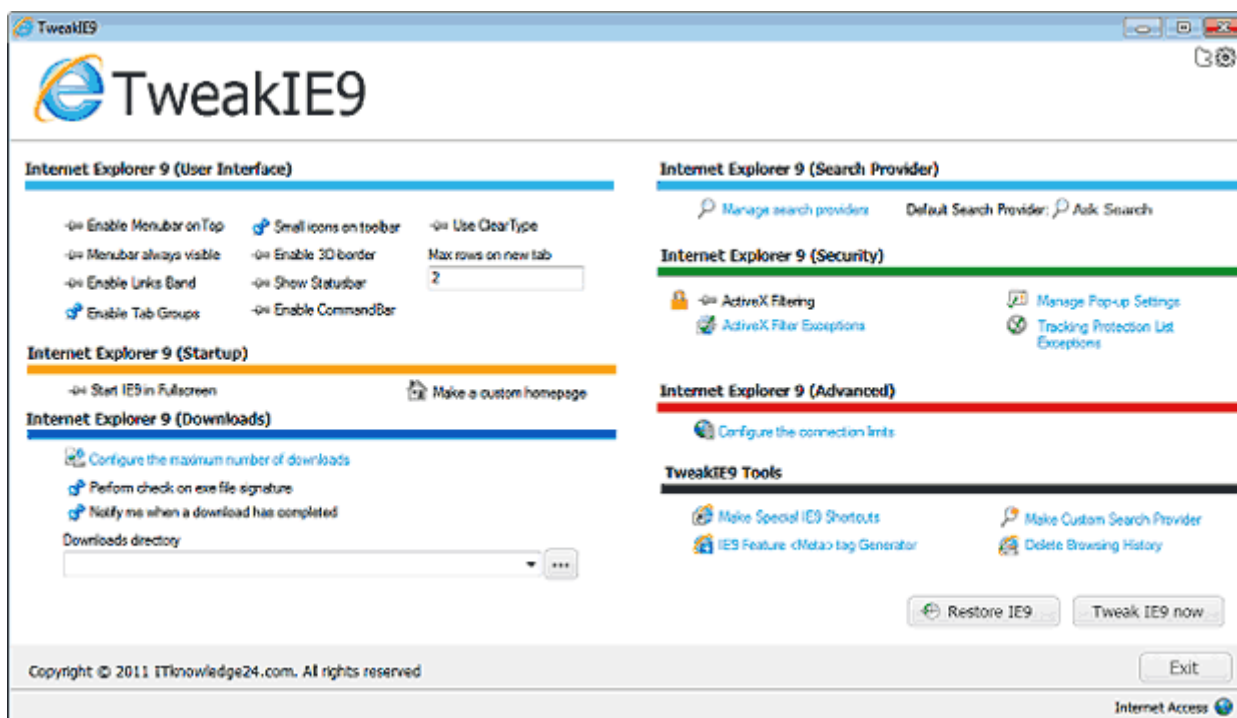 TweakIE9
TweakIE9
Internet Explorer 9 (User Interface)
Enable Menubar on Top
Small icons on toolbar
Use ClearType
Menubar always visible
Enable 3D border
Max rows on new tab
Enable Links Band
Show Statusbar
2
Enable Tab Groups
Enable CommandBar
Internet Explorer 9 (Startup)
Start IE9 in Fullscreen
Make a custom homepage
Internet Explorer 9 (Downloads)
Configure the maximum number of downloads
Perform check on exe file signature
Notify me when a download has completed
Downloads directory
...
Internet Explorer 9 (Search Provider)
Manage search providers
Default Search Provider: Ask Search
Internet Explorer 9 (Security)
ActiveX Filtering
Manage Pop-up Settings
ActiveX Filter Exceptions
Tracking Protection List
Exceptions
Internet Explorer 9 (Advanced)
Configure the connection limits
TweakIE9 Tools
Make Special IE9 Shortcuts
Make Custom Search Provider
IE9 Feature <Meta> tag Generator
Delete Browsing History
Restore IE9
Tweak IE9 now
Copyright © 2011 ITknowledge24.com. All rights reserved
Exit
Internet Access